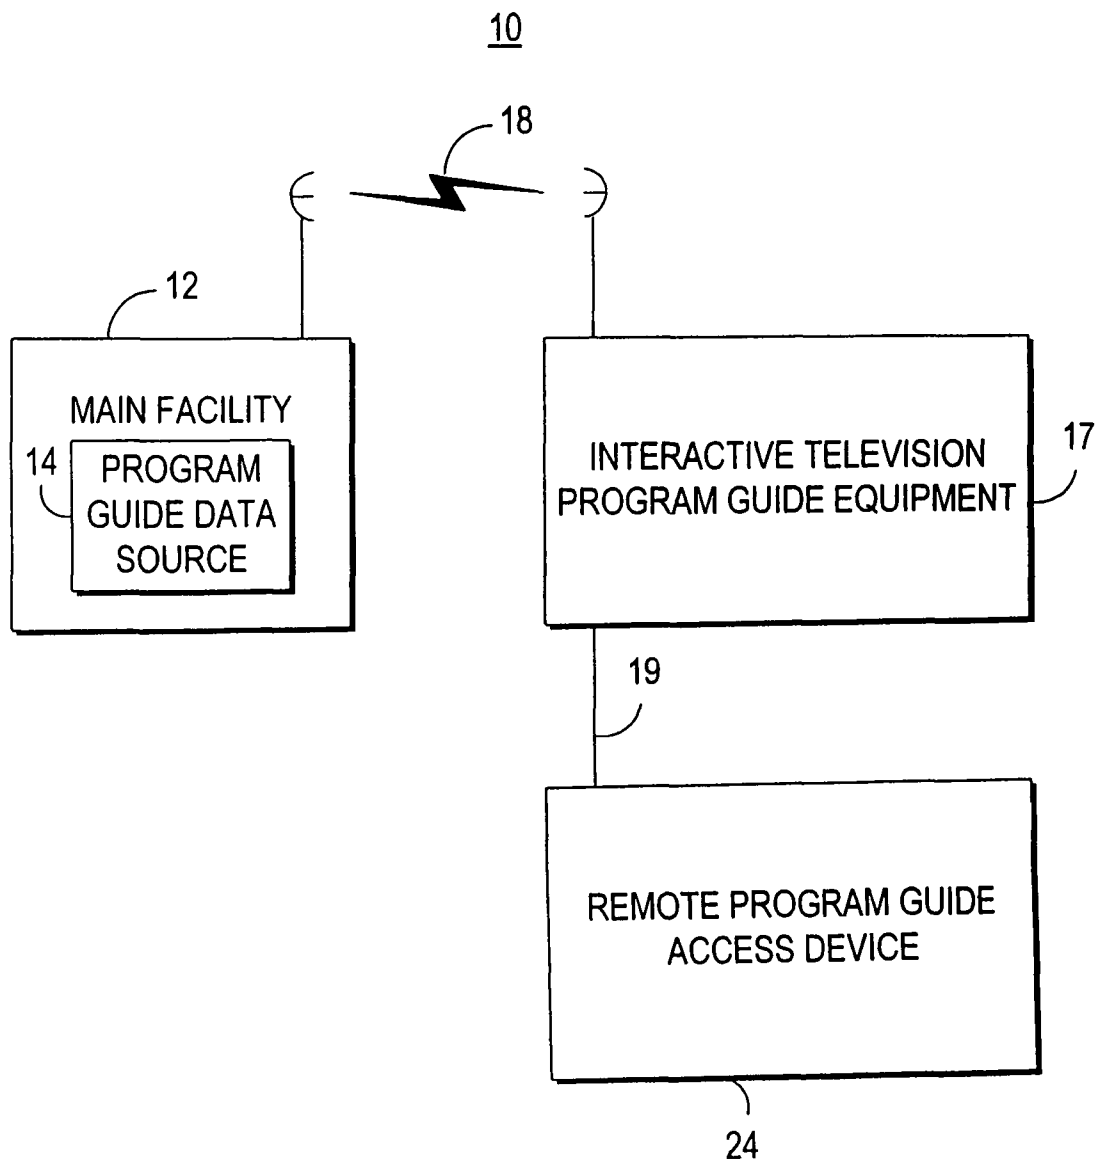 10
18
12
MAIN FACILITY
14
PROGRAM
GUIDE DATA
SOURCE
INTERACTIVE TELEVISION
PROGRAM GUIDE EQUIPMENT
17
19
REMOTE PROGRAM GUIDE
ACCESS DEVICE
24